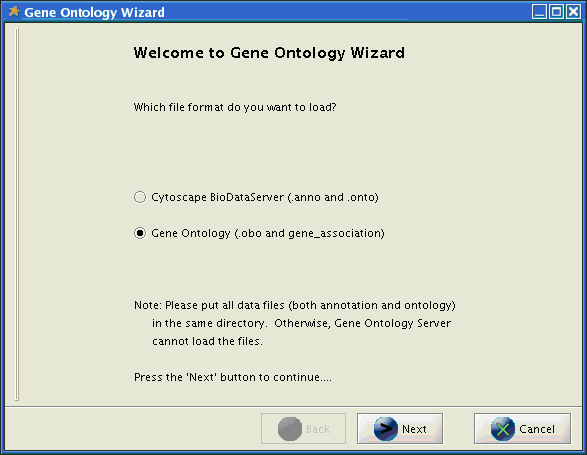 Gene Ontology Wizard
Welcome to Gene Ontology Wizard
Which file format do you want to load?
Cytoscape BioDataServer (.anno and .onto)
Gene Ontology (.obo and gene_association)
Note: Please put all data files (both annotation and ontology)
in the same directory.  Otherwise, Gene Ontology Server
cannot load the files.
Press the 'Next' button to continue....
Back
Next
Cancel